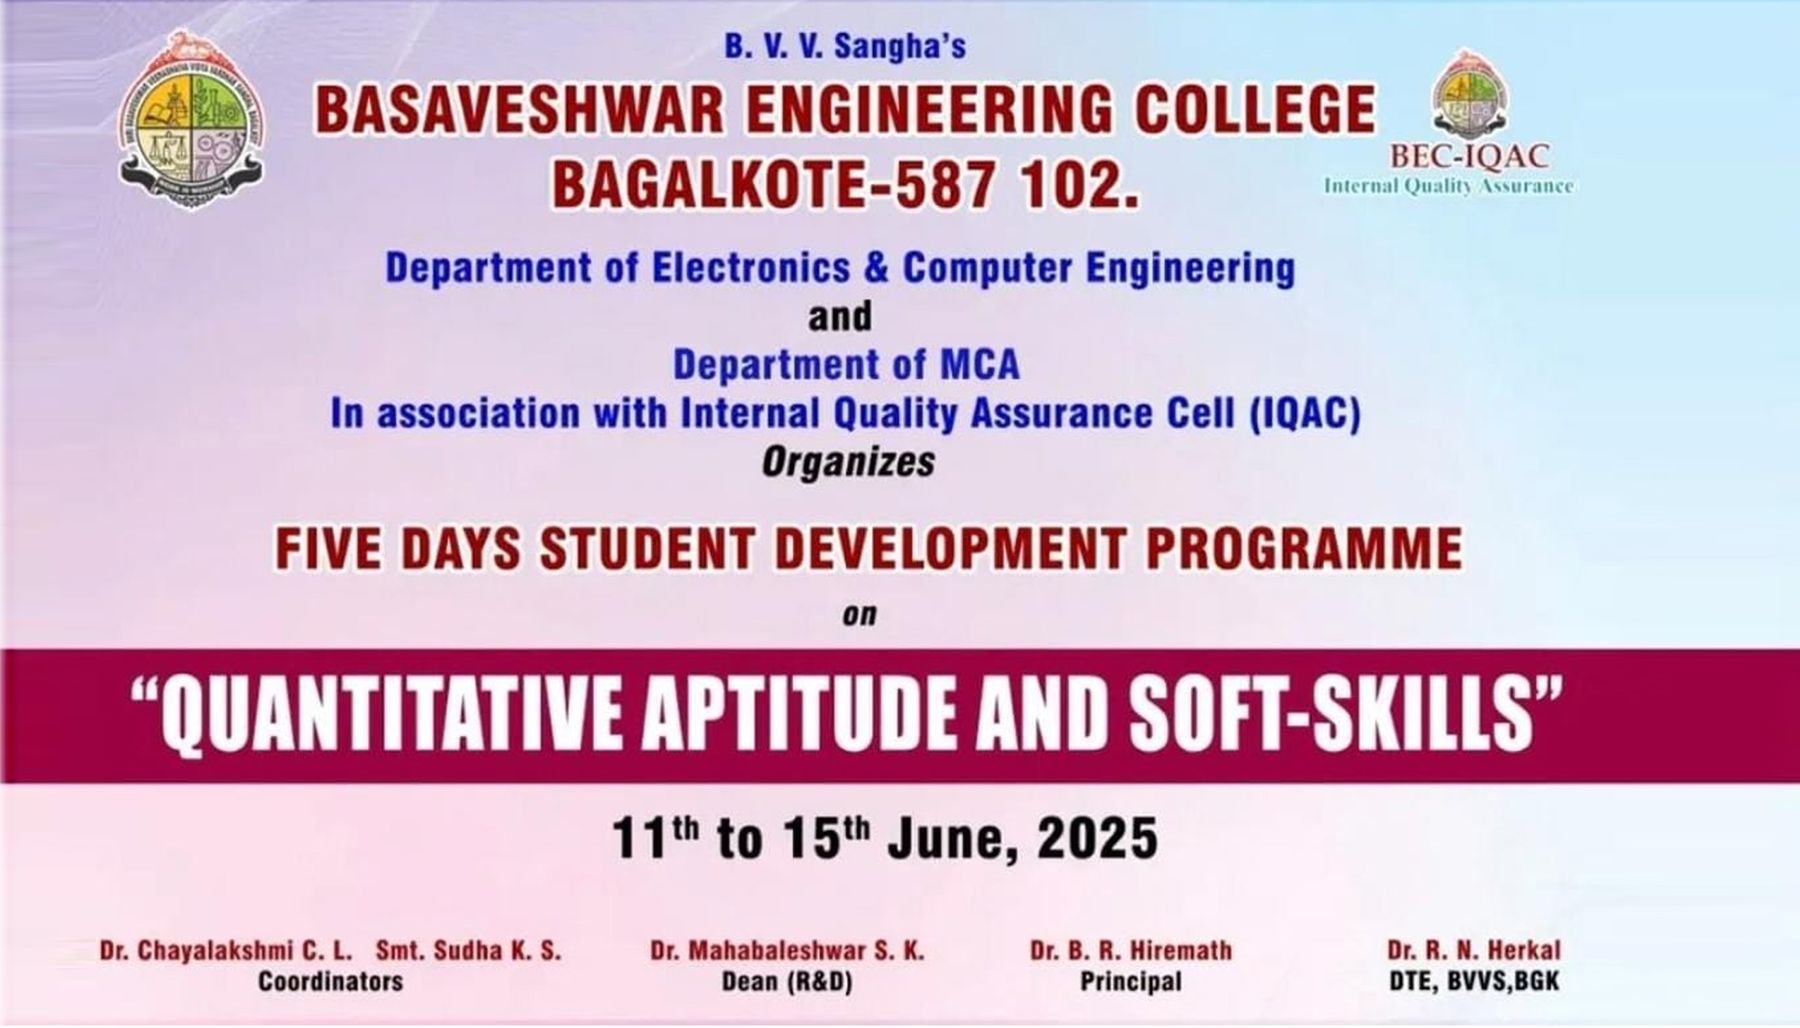 B. V. V. Sangha's
BASAVESHWAR ENGINEERING COLLEGE
BAGALKOTE-587 102.
BEC-IQAC
Internal Quality Assurance
Department of Electronics & Computer Engineering
and
Department of MCA
In association with Internal Quality Assurance Cell (IQAC)
Organizes
FIVE DAYS STUDENT DEVELOPMENT PROGRAMME
on
“QUANTITATIVE APTITUDE AND SOFT-SKILLS”
11th to 15th June, 2025
Dr. Chayalakshmi C. L. Smt. Sudha K. S. Dr. Mahabaleshwar S. K. Dr. B. R. Hiremath Dr. R. N. Herkal
Coordinators Dean (R&D) Principal DTE, BVVS,BGK